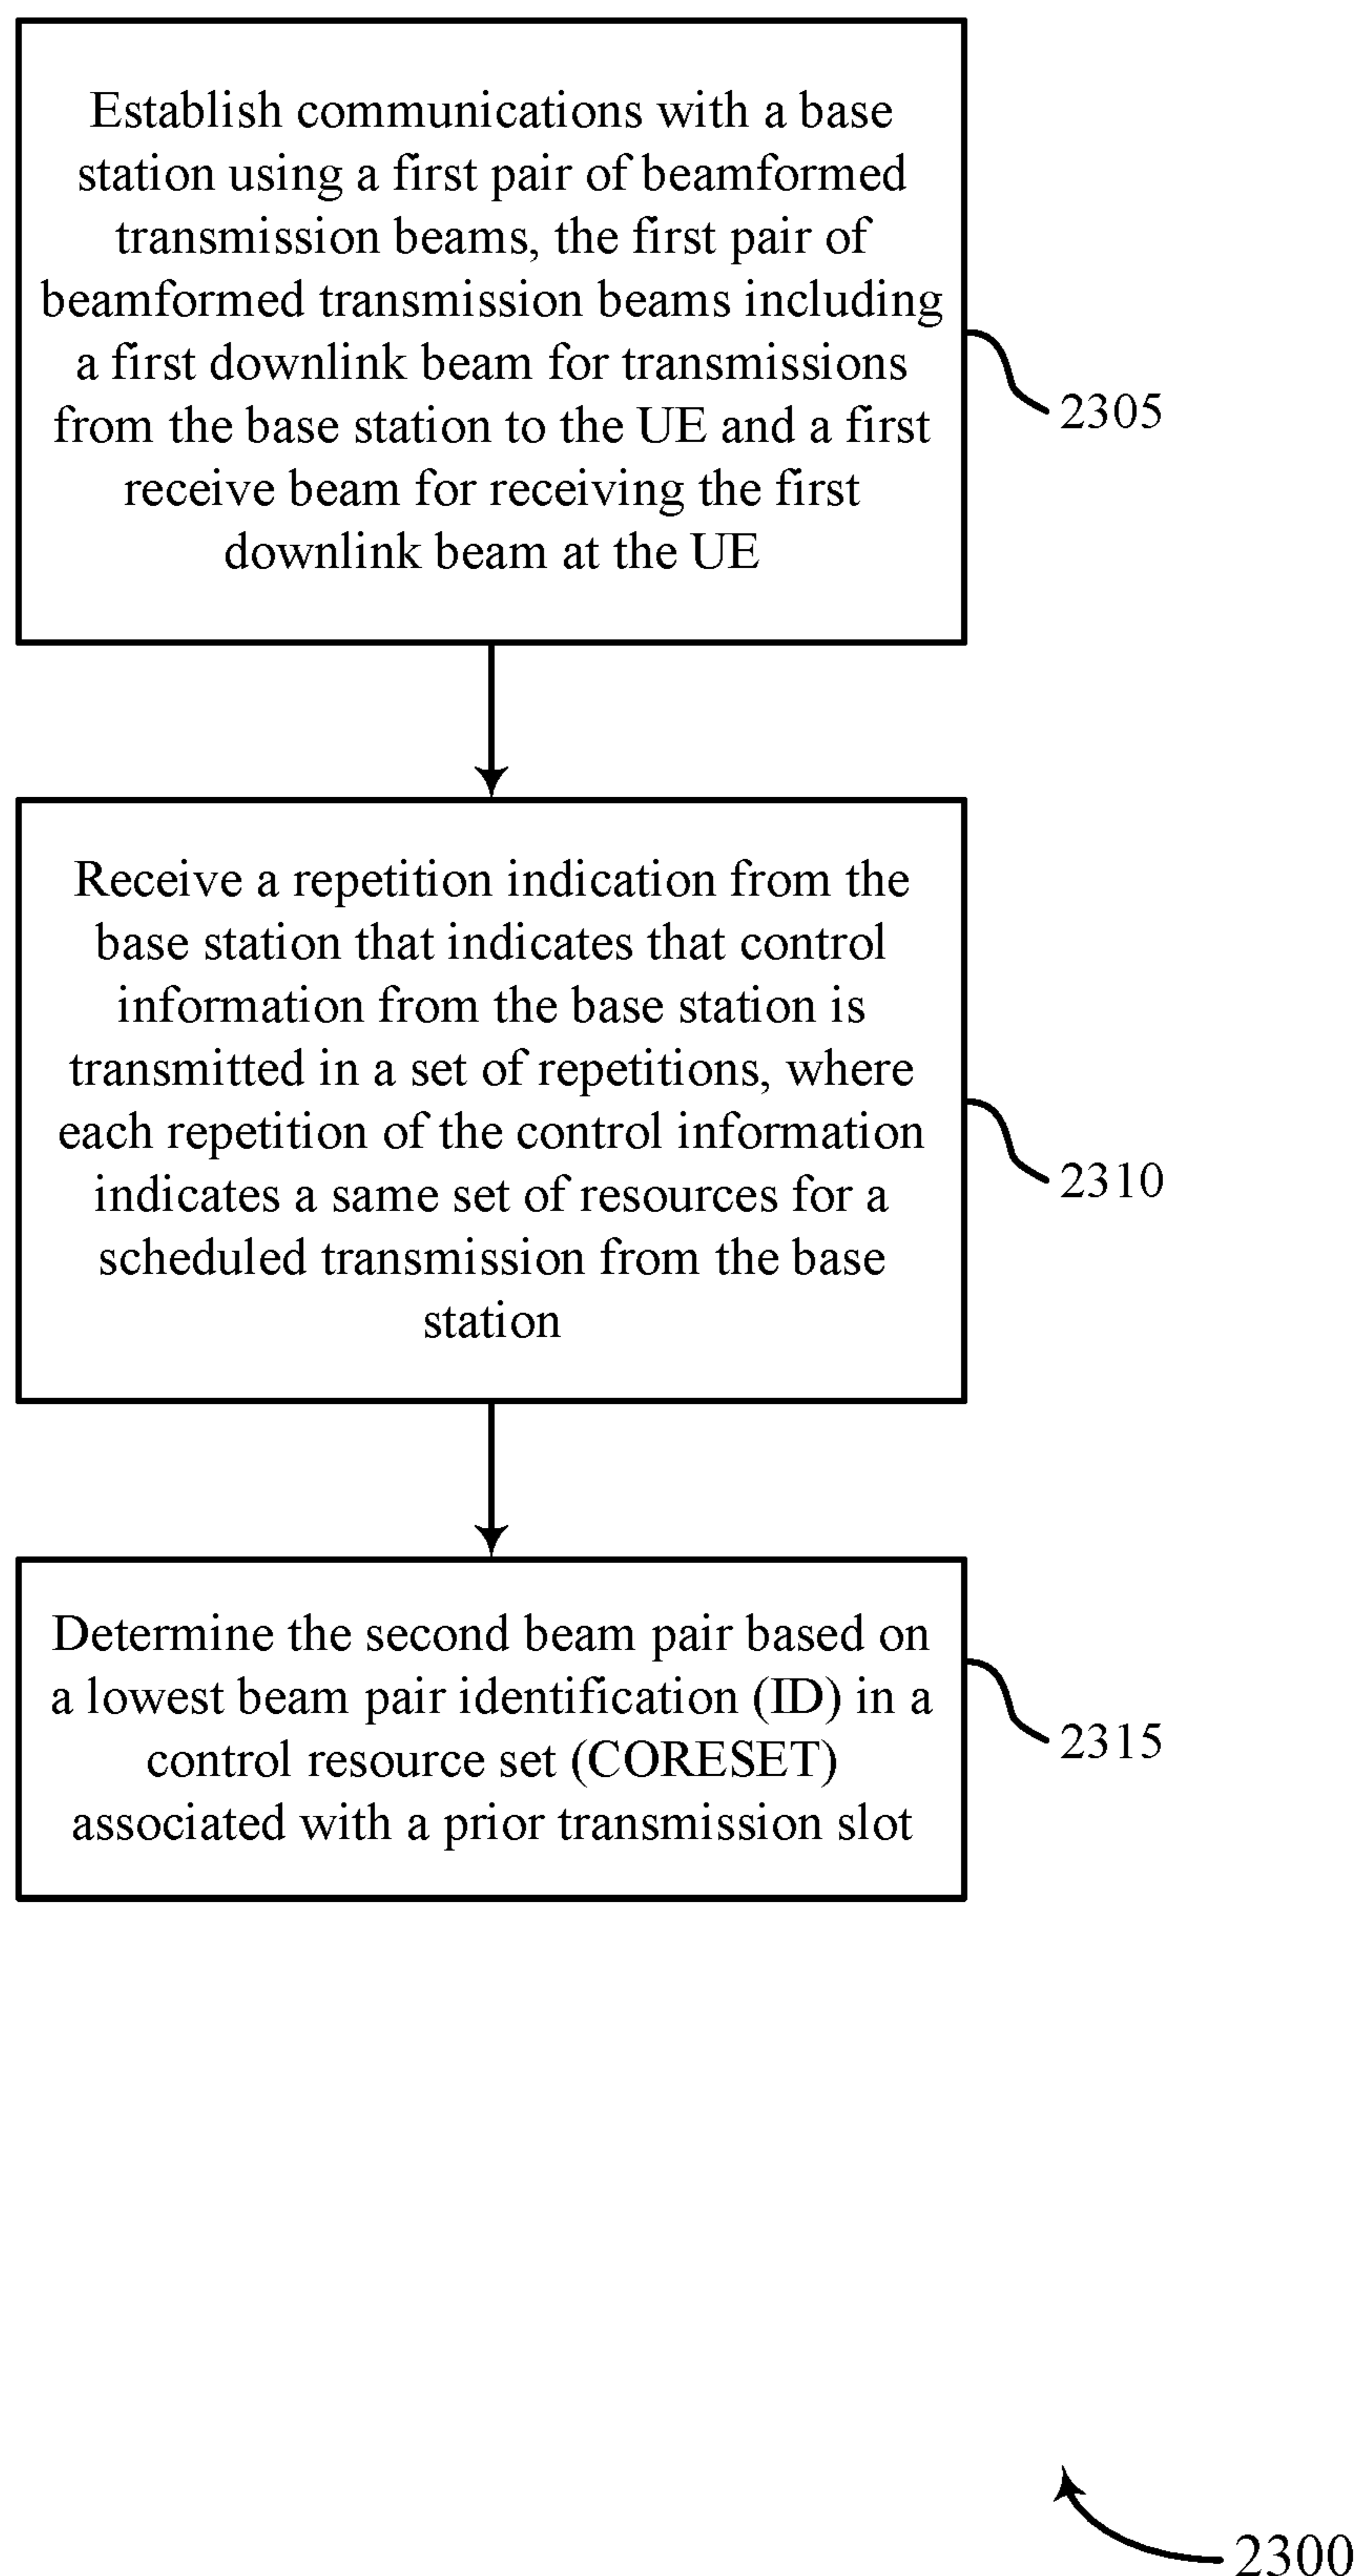 Establish communications with a base
station using a first pair of beamformed
transmission beams, the first pair of
beamformed transmission beams including
a first downlink beam for transmissions
from the base station to the UE and a first
receive beam for receiving the first
downlink beam at the UE
2305
Receive a repetition indication from the
base station that indicates that control
information from the base station is
transmitted in a set of repetitions, where
each repetition of the control information
indicates a same set of resources for a
scheduled transmission from the base
station
2310
Determine the second beam pair based on
a lowest beam pair identification (ID) in a
control resource set (CORESET)
associated with a prior transmission slot
2315
2300